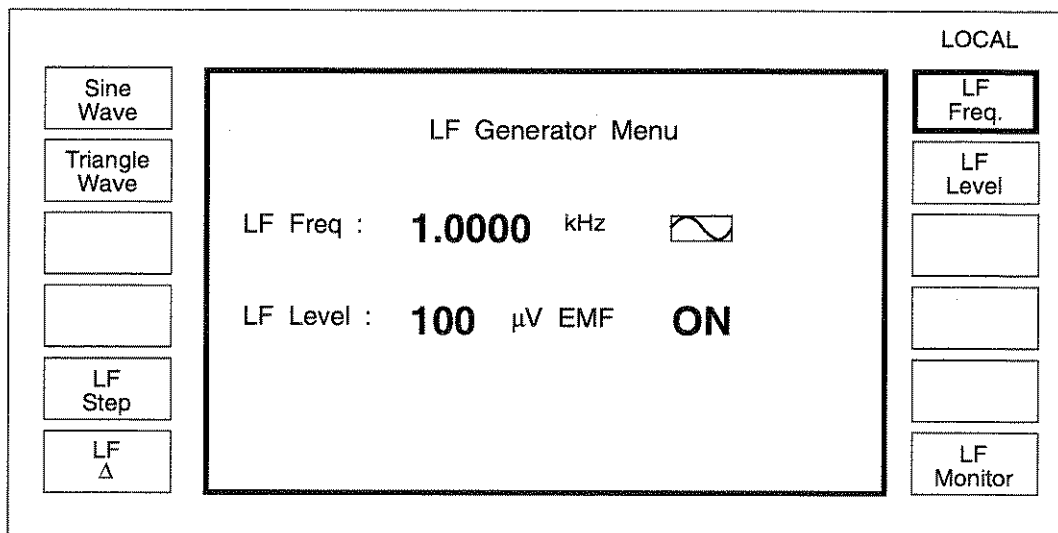 LOCAL
Sine
Wave
Triangle
Wave
LF
Step
LF
Δ
LF Generator Menu
LF Freq : 1.0000 kHz
LF Level : 100 µV EMF ON
LF
Freq.
LF
Level
LF
Monitor